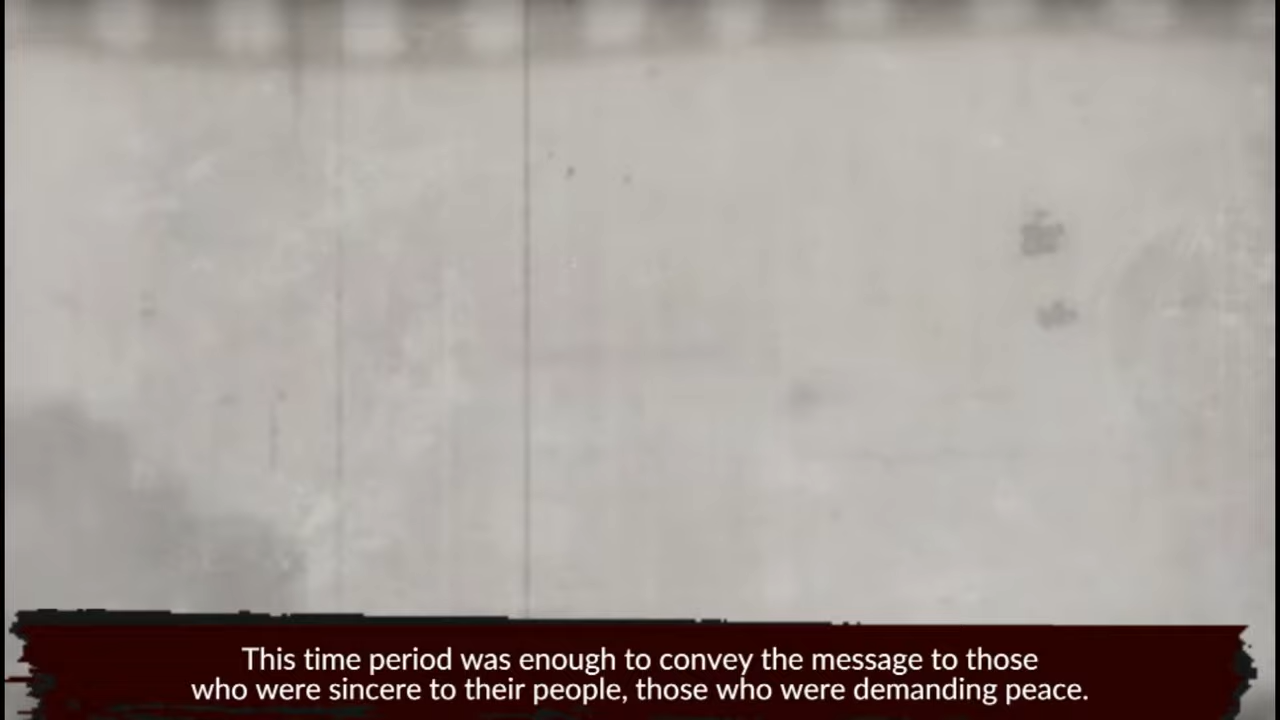 This time period was enough to convey the message to those
who were sincere to their people, those who were demanding peace.